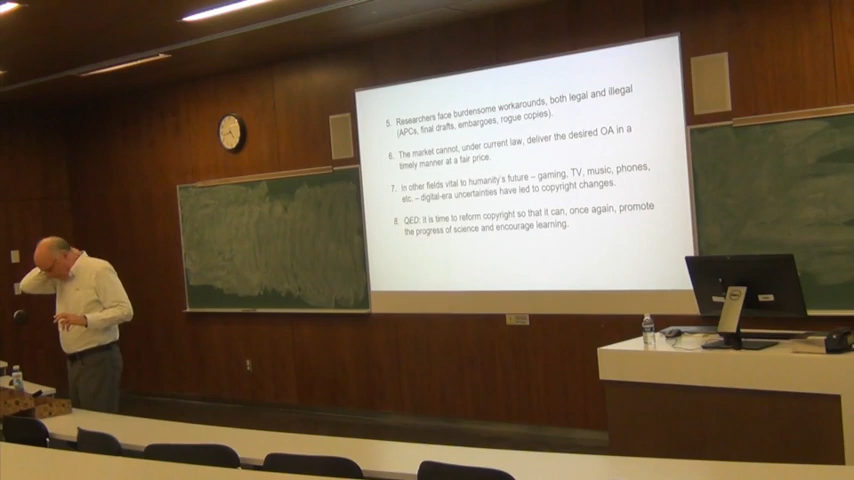 5. Researchers face burdensome workarounds, both legal and illegal
(APCs, final drafts, embargoes, rogue copies).
6. The market cannot, under current law, deliver the desired OA in a
timely manner at a fair price.
7. In other fields vital to humanity's future – gaming, TV, music, phones,
etc. – digital-era uncertainties have led to copyright changes.
8. QED: It is time to reform copyright so that it can, once again, promote
the progress of science and encourage learning.
DELL